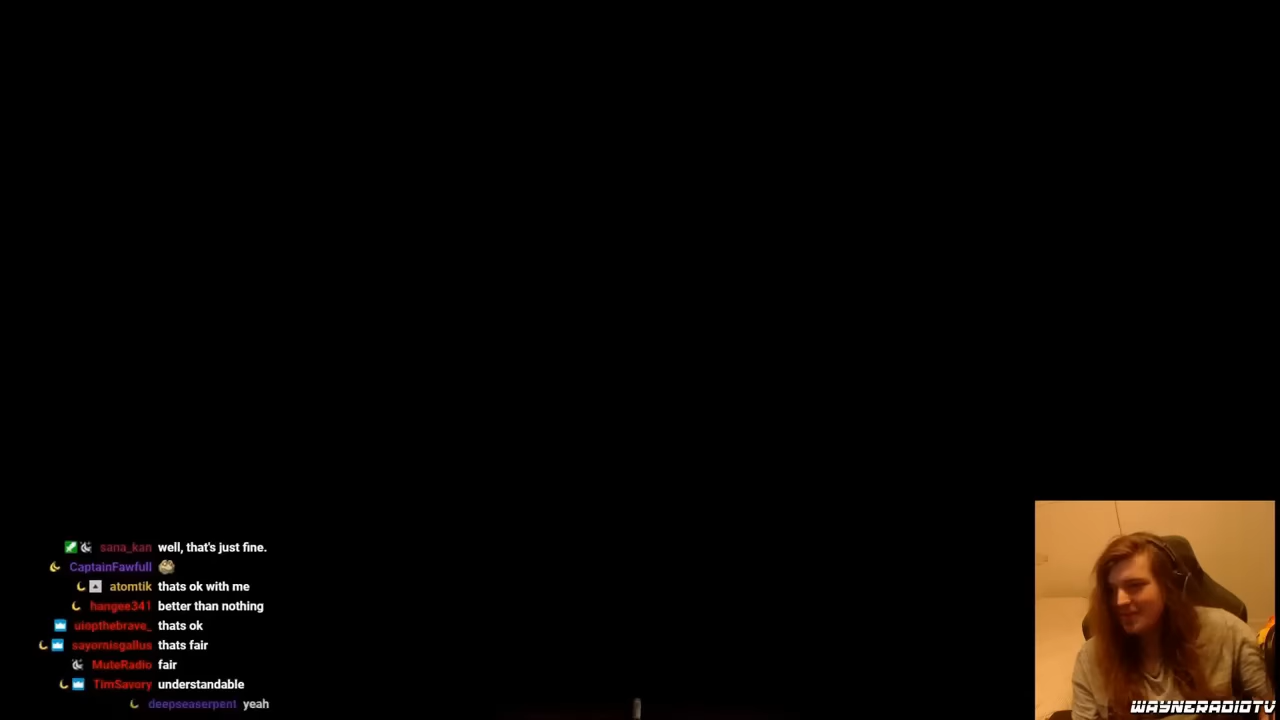 sana_kan well, that's just fine.
CaptainFawfull
atomtik thats ok with me
hangee341 better than nothing
uiopthebrave_ thats ok
sayornisgallus thats fair
MuteRadio fair
TimSavory understandable
deepseaserpent yeah
WAYNERADIOTV